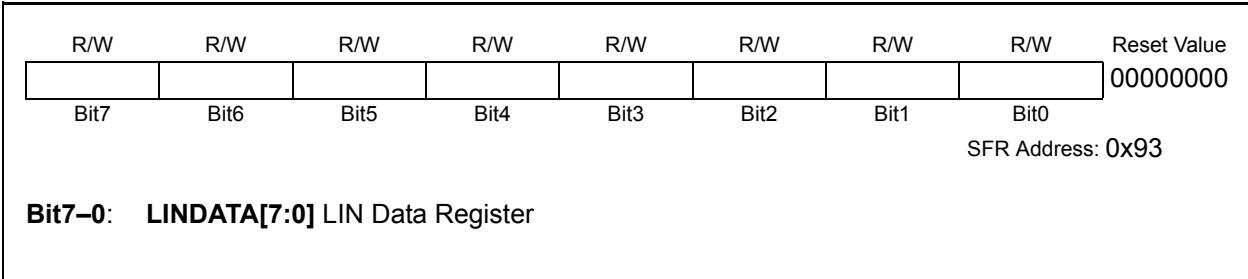 R/W R/W R/W R/W R/W R/W R/W R/W Reset Value
00000000
Bit7 Bit6 Bit5 Bit4 Bit3 Bit2 Bit1 Bit0
SFR Address: 0x93
Bit7–0: LINDATA[7:0] LIN Data Register